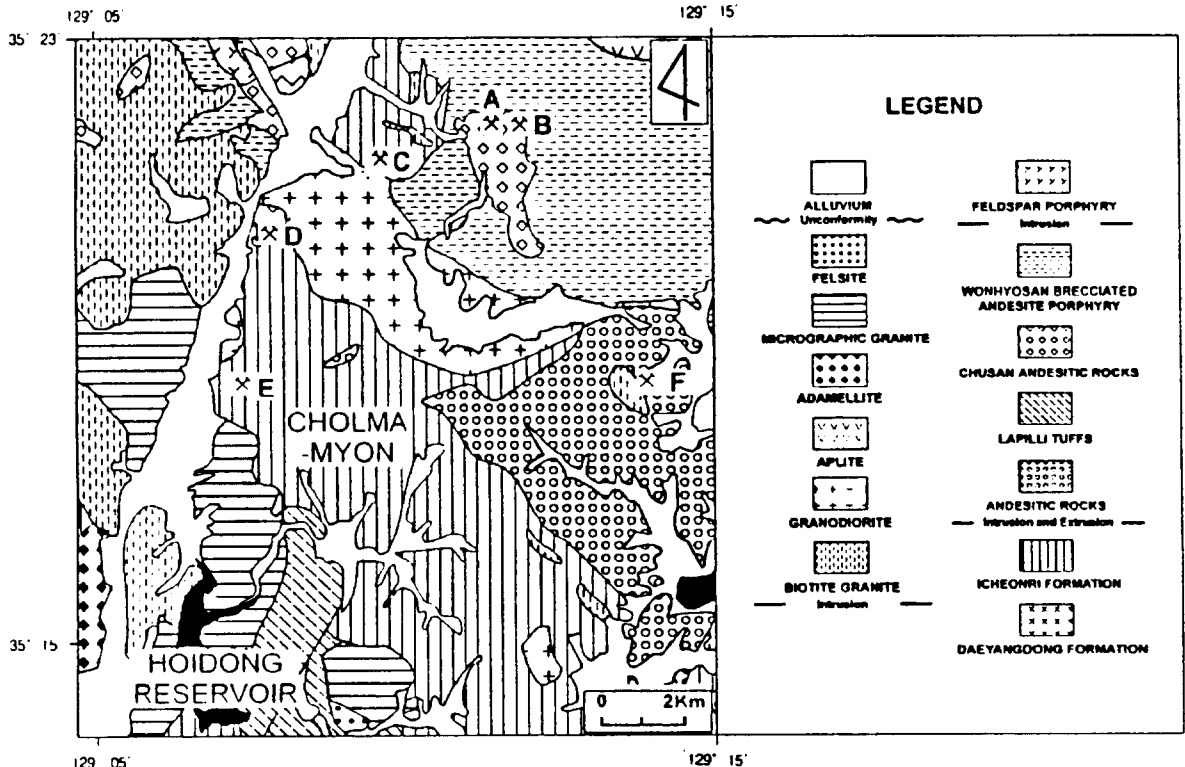 129° 05'
129° 15'
35° 23'
A
B
C
D
E
F
CHOLMA
-MYON
35° 15'
HOIDONG
RESERVOIR
0 2Km
129° 05'
129° 15'
LEGEND
ALLUVIUM
Unconformity
FELSITE
MICROGRAPHIC GRANITE
ADAMELLITE
APLITE
GRANODIORITE
BIOTITE GRANITE
Intrusion
FELDSPAR PORPHYRY
Intrusion
WONHYOSAN BRECCIATED
ANDESITE PORPHYRY
CHUSAN ANDESITIC ROCKS
LAPILLI TUFFS
ANDESITIC ROCKS
Intrusion and Extrusion
ICHEONRI FORMATION
DAEYANGDONG FORMATION